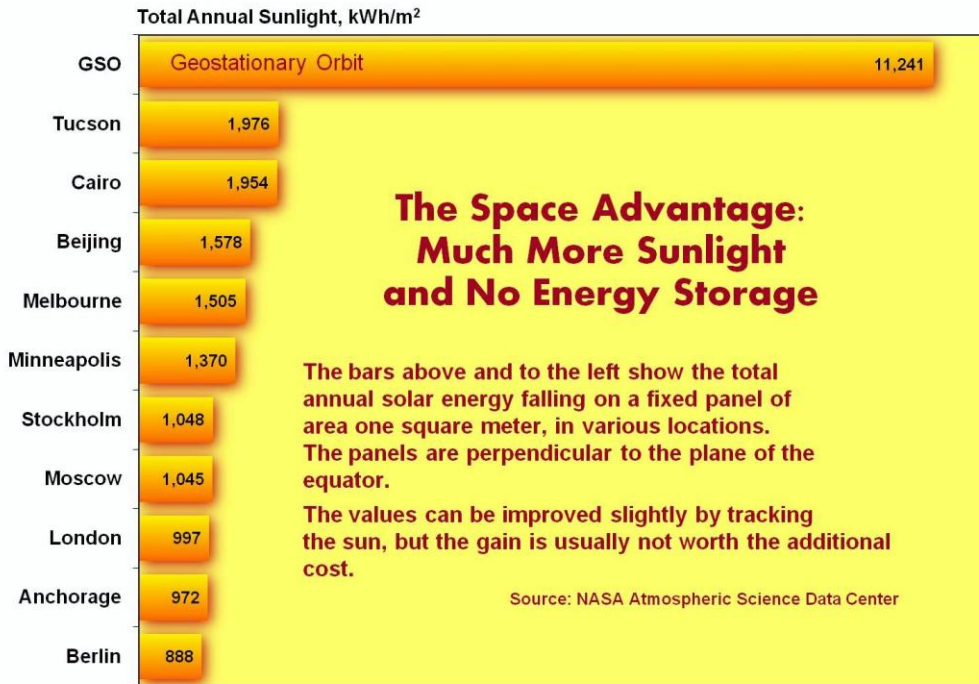 Total Annual Sunlight, kWh/m²
GSO Geostationary Orbit 11,241
Tucson 1,976
Cairo 1,954
Beijing 1,578
Melbourne 1,505
Minneapolis 1,370
Stockholm 1,048
Moscow 1,045
London 997
Anchorage 972
Berlin 888
The Space Advantage:
Much More Sunlight
and No Energy Storage
The bars above and to the left show the total
annual solar energy falling on a fixed panel of
area one square meter, in various locations.
The panels are perpendicular to the plane of the
equator.
The values can be improved slightly by tracking
the sun, but the gain is usually not worth the additional
cost.
Source: NASA Atmospheric Science Data Center